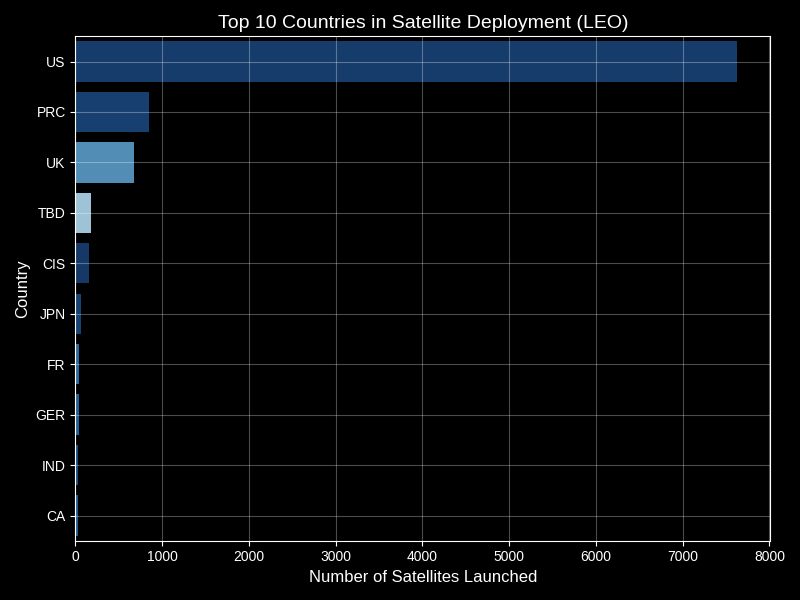 Top 10 Countries in Satellite Deployment (LEO)
US
PRC
UK
TBD
CIS
JPN
FR
GER
IND
CA
Country
0 1000 2000 3000 4000 5000 6000 7000 8000
Number of Satellites Launched